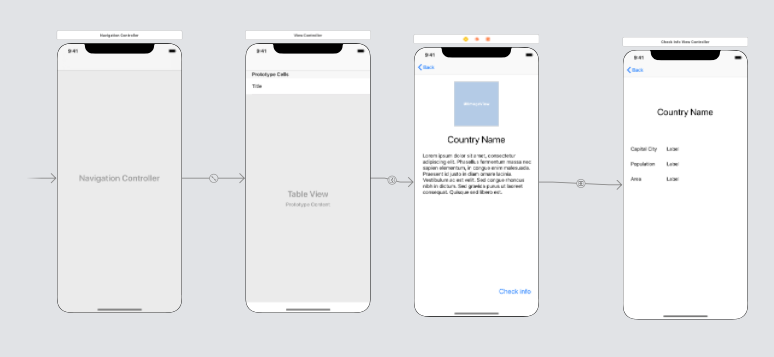 Navigation Controller
View Controller
Check Info View Controller
9:41
9:41
9:41
9:41
Back
Back
Prototype Cells
Title
Country Name
Country Name
Lorem ipsum dolor sit amet, consectetur
adipiscing elit. Phasellus fermentum massa nec
sapien elementum, in congue enim malesuada.
Praesent id justo in diam ornare lacinia.
Vestibulum ac est velit. Sed congue rhoncus
nibh in dictum. Sed gravida purus ut laoreet
consequat. Quisque sed libero est.
Capital City Label
Population Label
Area Label
Navigation Controller
Table View
Prototype Content
Check info